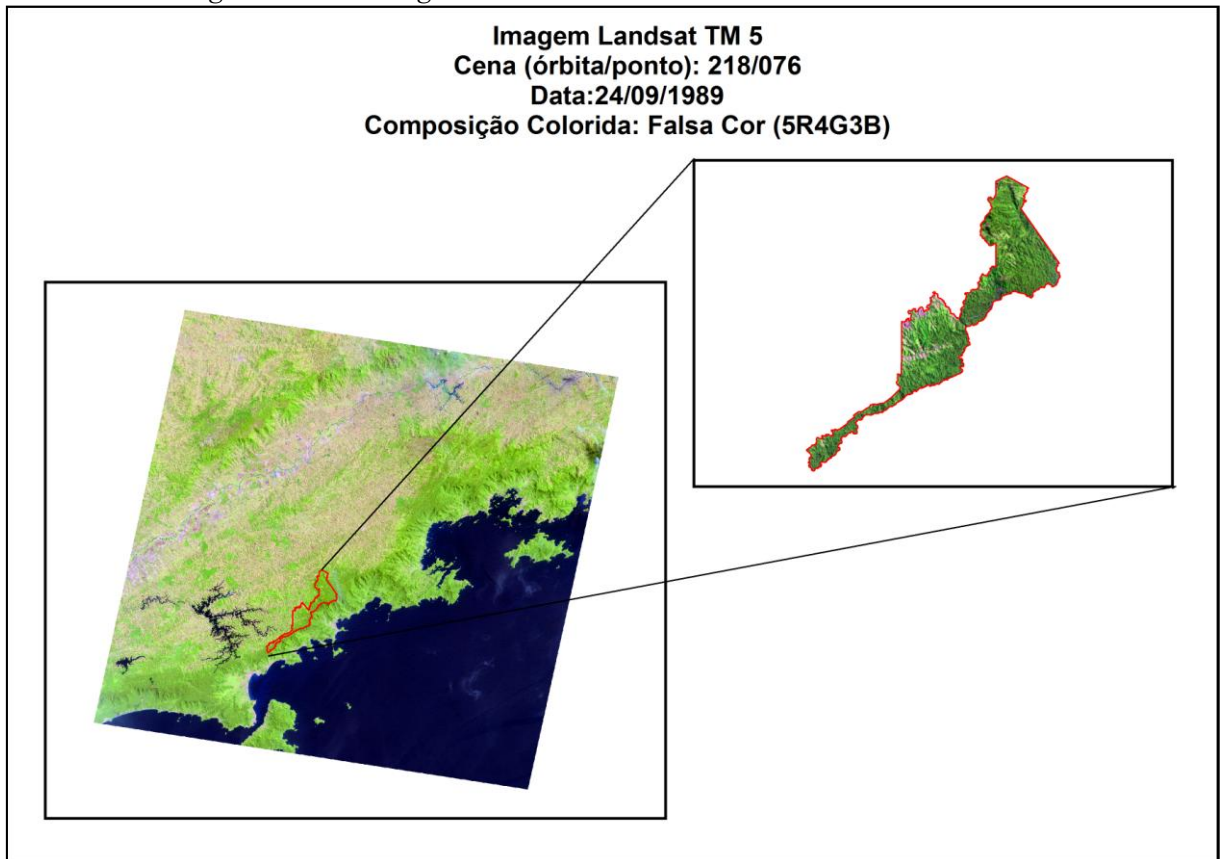 Imagem Landsat TM 5
Cena (órbita/ponto): 218/076
Data:24/09/1989
Composição Colorida: Falsa Cor (5R4G3B)